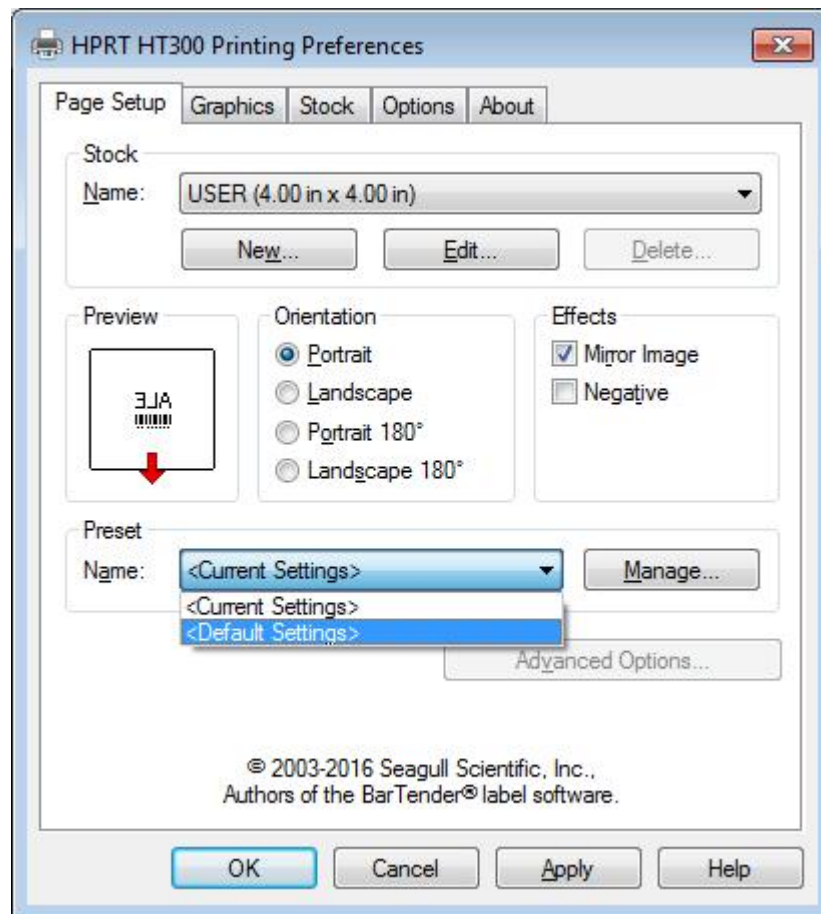 HPRT HT300 Printing Preferences
Page Setup Graphics Stock Options About
Stock
Name: USER (4.00 in x 4.00 in)
New... Edit... Delete...
Preview
ALE
Orientation
Portrait
Landscape
Portrait 180°
Landscape 180°
Effects
Mirror Image
Negative
Preset
Name: <Current Settings> Manage...
<Current Settings>
<Default Settings>
Advanced Options...
© 2003-2016 Seagull Scientific, Inc.,
Authors of the BarTender® label software.
OK Cancel Apply Help